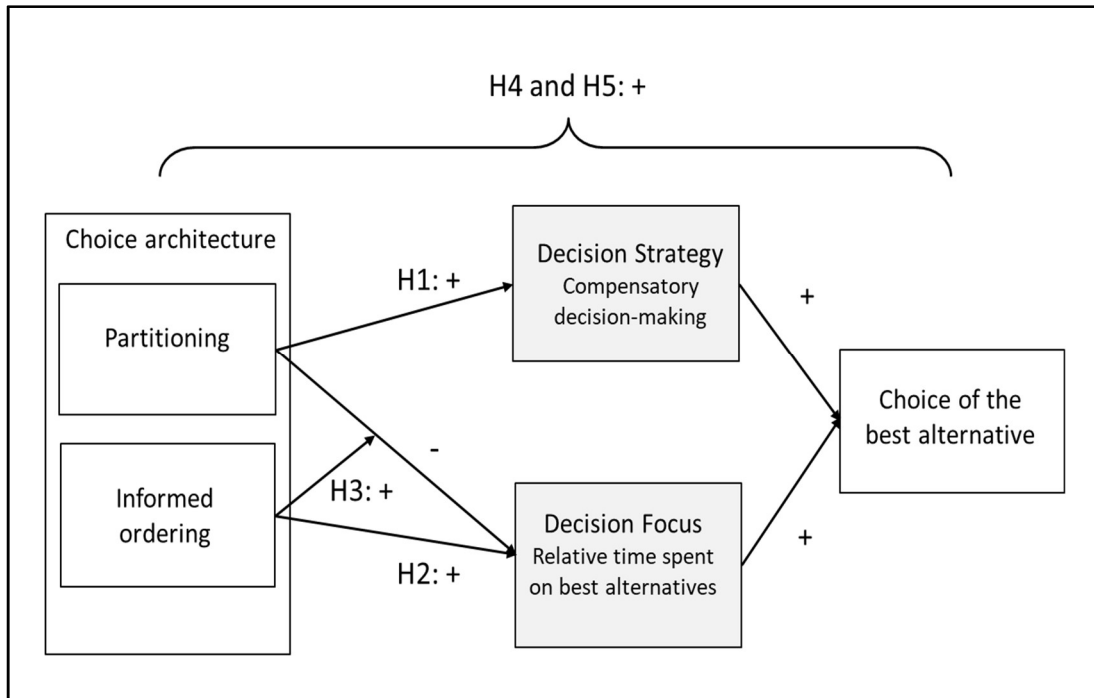 H4 and H5: +
Choice architecture
Partitioning
Informed
ordering
H1: +
-
H3: +
H2: +
Decision Strategy
Compensatory
decision-making
Decision Focus
Relative time spent
on best alternatives
+
+
Choice of the
best alternative